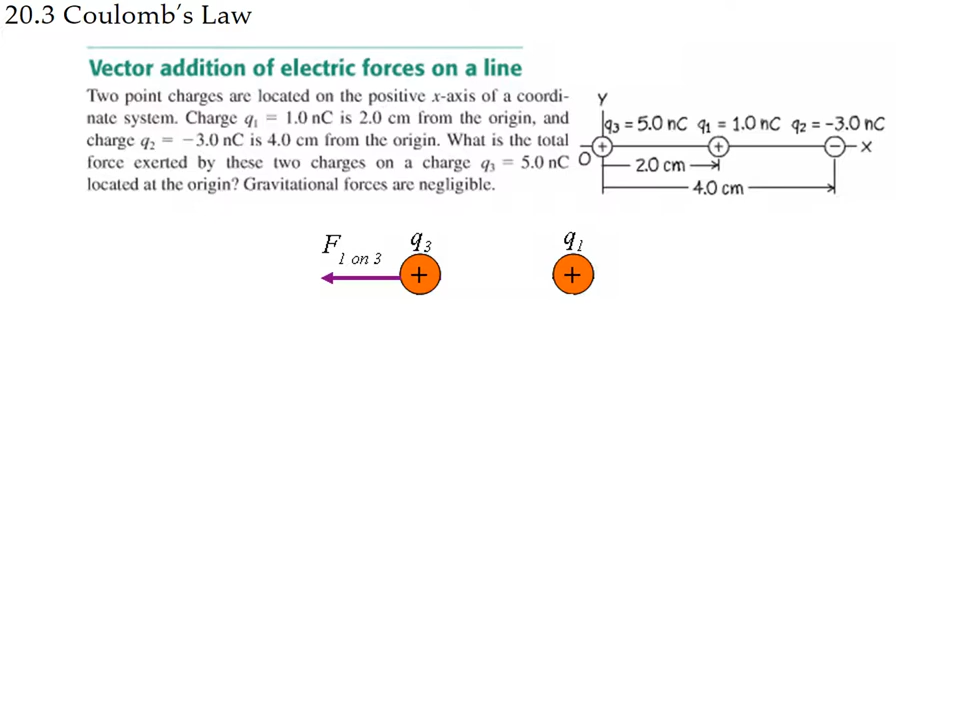 20.3 Coulomb's Law
Vector addition of electric forces on a line
Two point charges are located on the positive x-axis of a coordi-
nate system. Charge q₁ = 1.0 nC is 2.0 cm from the origin, and
charge q₂ = −3.0 nC is 4.0 cm from the origin. What is the total
force exerted by these two charges on a charge q₃ = 5.0 nC
located at the origin? Gravitational forces are negligible.
Y
q₃ = 5.0 nC q₁ = 1.0 nC q₂ = -3.0 nC
+ + − X
O 2.0 cm
4.0 cm
F 1 on 3 q₃ q₁
+ +